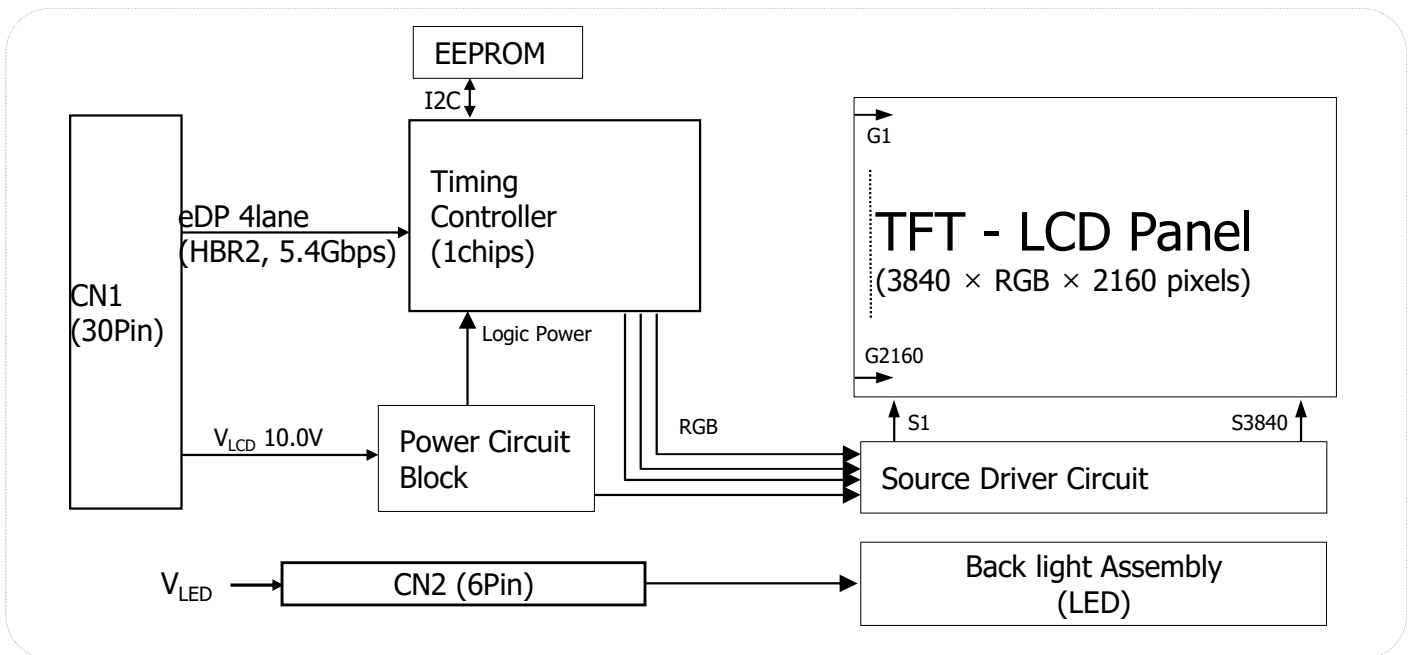 EEPROM
I2C
CN1
(30Pin)
eDP 4lane
(HBR2, 5.4Gbps)
Timing
Controller
(1chips)
G1
TFT - LCD Panel
(3840 × RGB × 2160 pixels)
G2160
Logic Power
V_LCD 10.0V
Power Circuit
Block
RGB
S1
S3840
Source Driver Circuit
V_LED
CN2 (6Pin)
Back light Assembly
(LED)